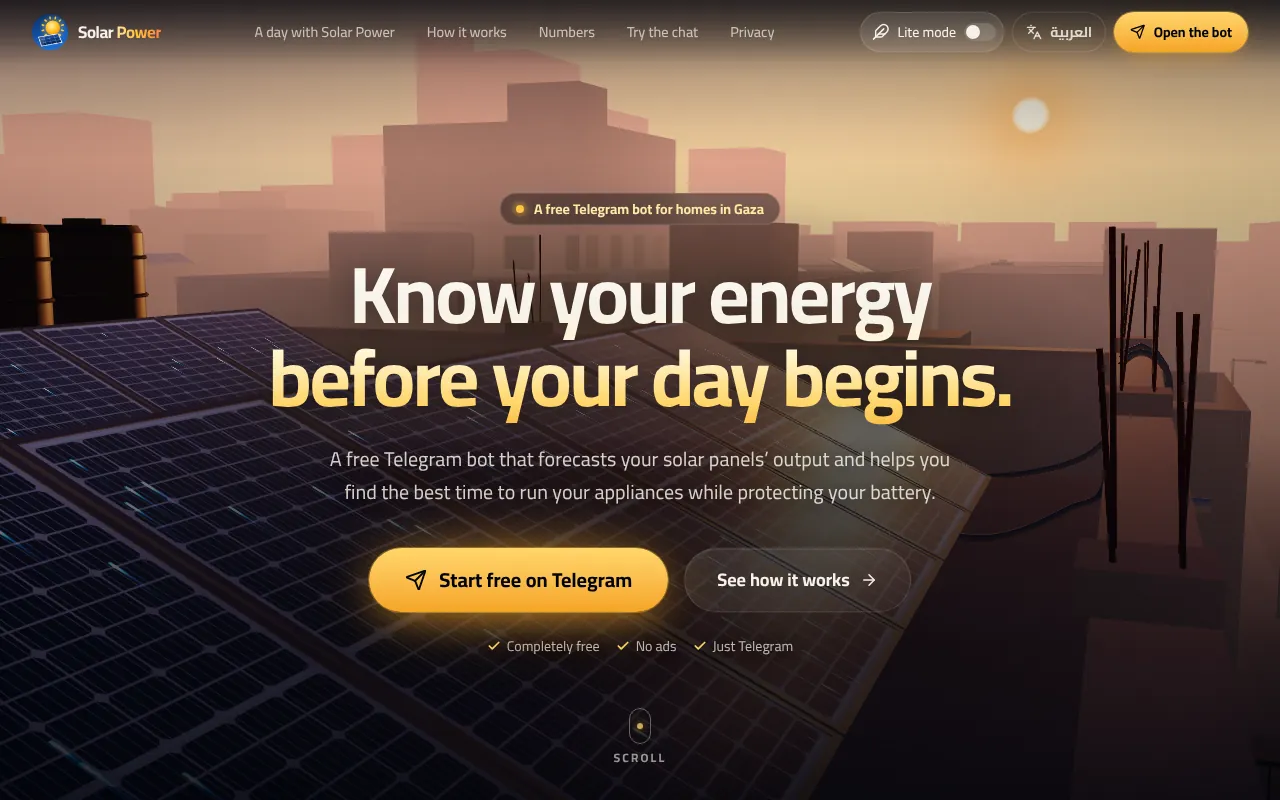 Solar Power
A day with Solar Power
How it works
Numbers
Try the chat
Privacy
Lite mode
العربية
Open the bot
A free Telegram bot for homes in Gaza
Know your energy
before your day begins.
A free Telegram bot that forecasts your solar panels’ output and helps you
find the best time to run your appliances while protecting your battery.
Start free on Telegram
See how it works
Completely free
No ads
Just Telegram
SCROLL